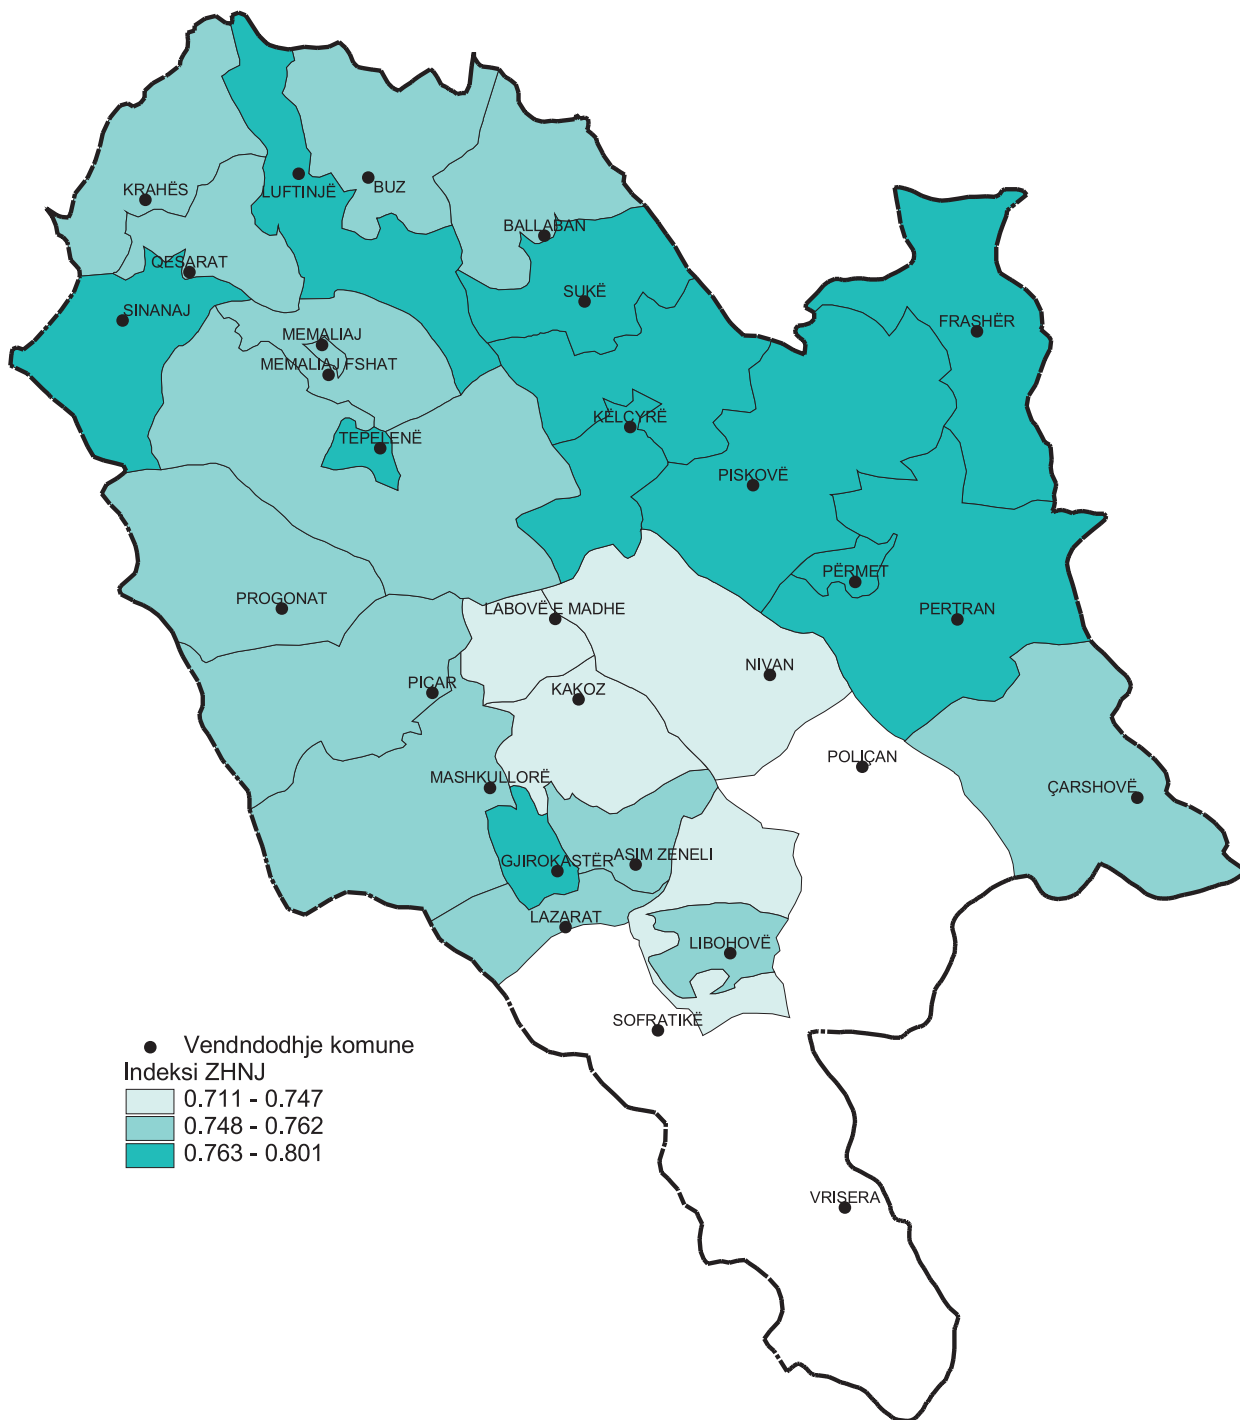 KRAHËS
LUFTINJË
BUZ
BALLABAN
QESARAT
SINANAJ
SUKË
FRASHËR
MEMALIAJ
MEMALIAJ FSHAT
TEPELENË
KËLCYRË
PISKOVË
PËRMET
PROGONAT
LABOVË E MADHE
PERTRAN
NIVAN
PIÇAR
KAKOZ
POLIÇAN
MASHKULLORË
ÇARSHOVË
GJIROKASTËR
ASIM ZENELI
LAZARAT
LIBOHOVË
SOFRATIKË
Vendndodhje komune
Indeksi ZHNJ
0.711 - 0.747
0.748 - 0.762
0.763 - 0.801
VRISERA